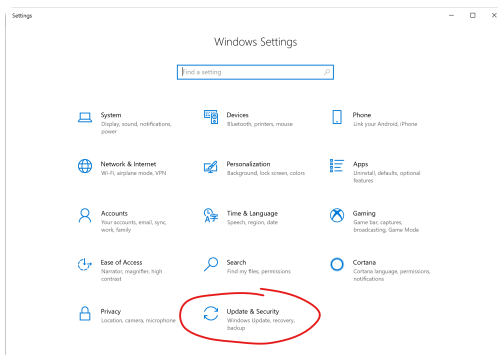 Settings
Windows Settings
Find a setting
System
Display, sound, notifications,
power
Devices
Bluetooth, printers, mouse
Phone
Link your Android, iPhone
Network & Internet
Wi-Fi, airplane mode, VPN
Personalization
Background, lock screen, colors
Apps
Uninstall, defaults, optional
features
Accounts
Your accounts, email, sync,
work, family
Time & Language
Speech, region, date
Gaming
Game bar, captures,
broadcasting, Game Mode
Ease of Access
Narrator, magnifier, high
contrast
Search
Find my files, permissions
Cortana
Cortana language, permissions,
notifications
Privacy
Location, camera, microphone
Update & Security
Windows Update, recovery,
backup